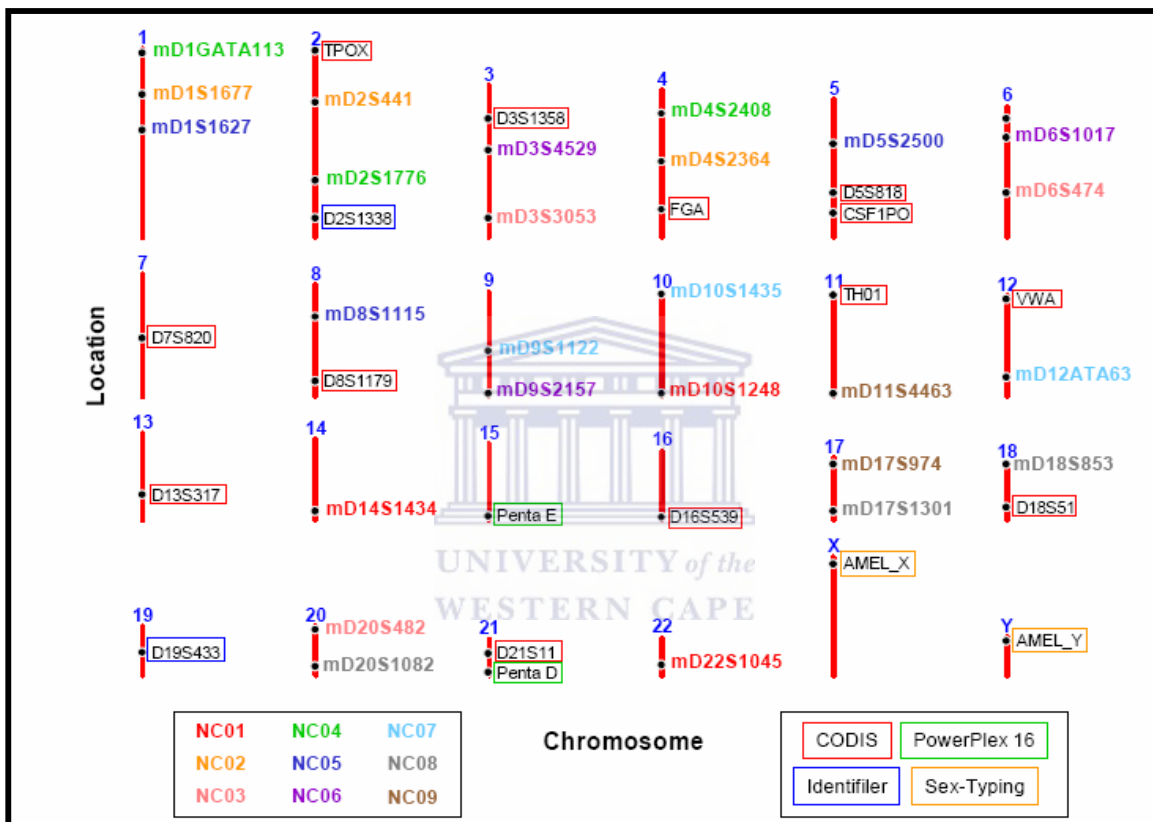 1
mD1GATA113
mD1S1677
mD1S1627
2
TPOX
mD2S441
mD2S1776
D2S1338
3
D3S1358
mD3S4529
mD3S3053
4
mD4S2408
mD4S2364
FGA
5
mD5S2500
D5S818
CSF1PO
6
mD6S1017
mD6S474
Location
7
D7S820
8
mD8S1115
D8S1179
9
mD9S1122
mD9S2157
10
mD10S1435
mD10S1248
11
TH01
mD11S4463
12
VWA
mD12ATA63
13
D13S317
14
mD14S1434
15
Penta E
16
D16S539
17
mD17S974
mD17S1301
18
mD18S853
D18S51
UNIVERSITY of the
WESTERN CAPE
19
D19S433
20
mD20S482
mD20S1082
21
D21S11
Penta D
22
mD22S1045
X
AMEL_X
Y
AMEL_Y
Chromosome
NC01 NC04 NC07
NC02 NC05 NC08
NC03 NC06 NC09
CODIS PowerPlex 16
Identifiler Sex-Typing